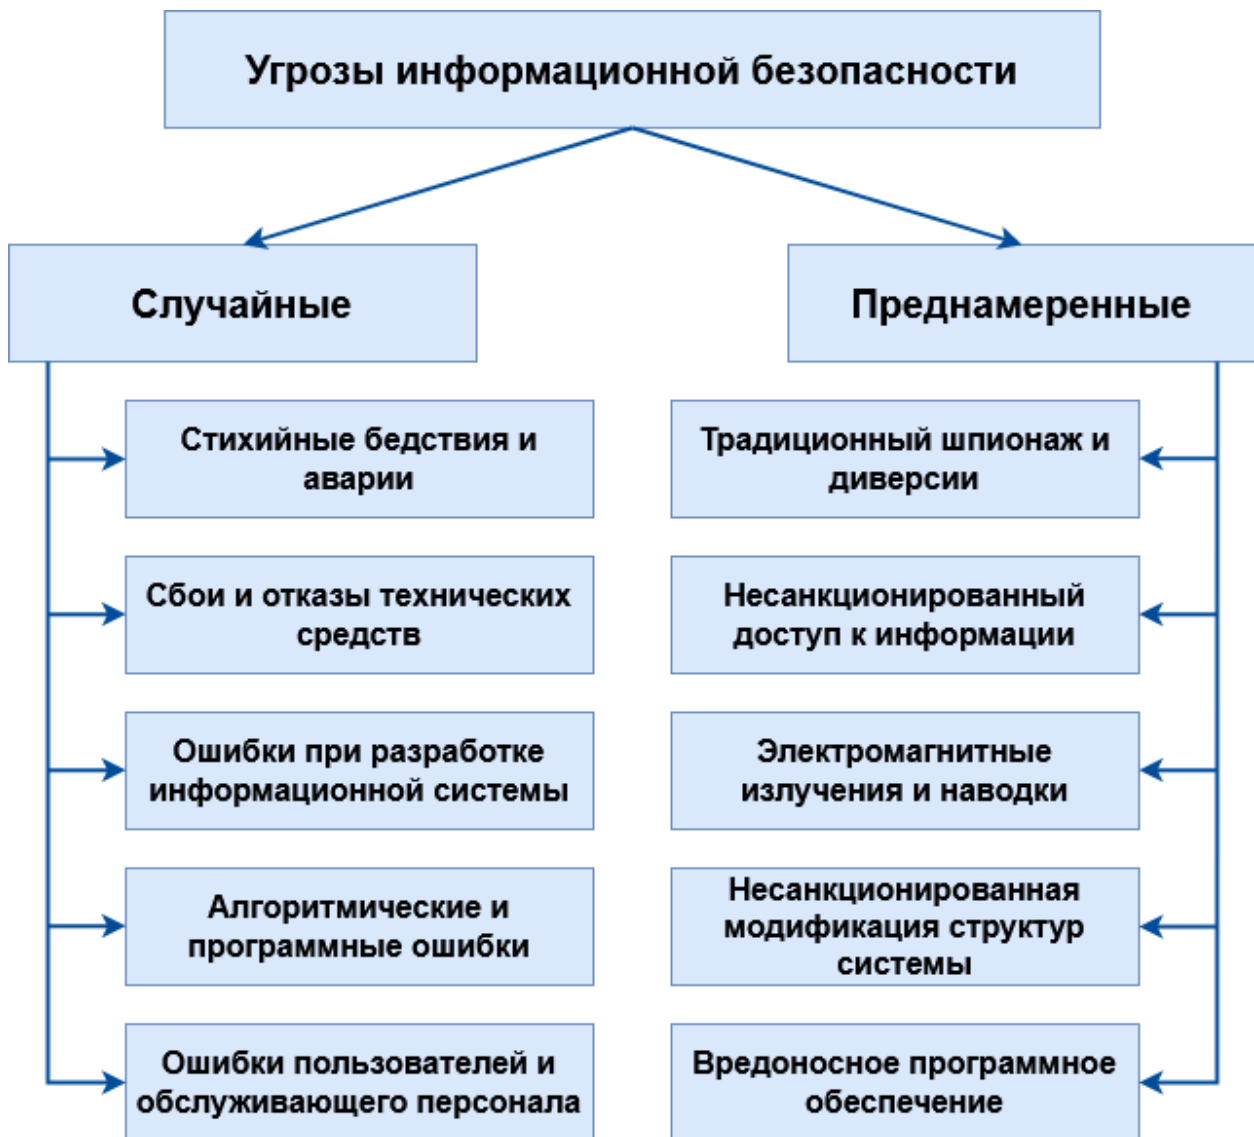 Угрозы информационной безопасности
Случайные
Преднамеренные
Стихийные бедствия и
аварии
Сбои и отказы технических
средств
Ошибки при разработке
информационной системы
Алгоритмические и
программные ошибки
Ошибки пользователей и
обслуживающего персонала
Традиционный шпионаж и
диверсии
Несанкционированный
доступ к информации
Электромагнитные
излучения и наводки
Несанкционированная
модификация структур
системы
Вредоносное программное
обеспечение